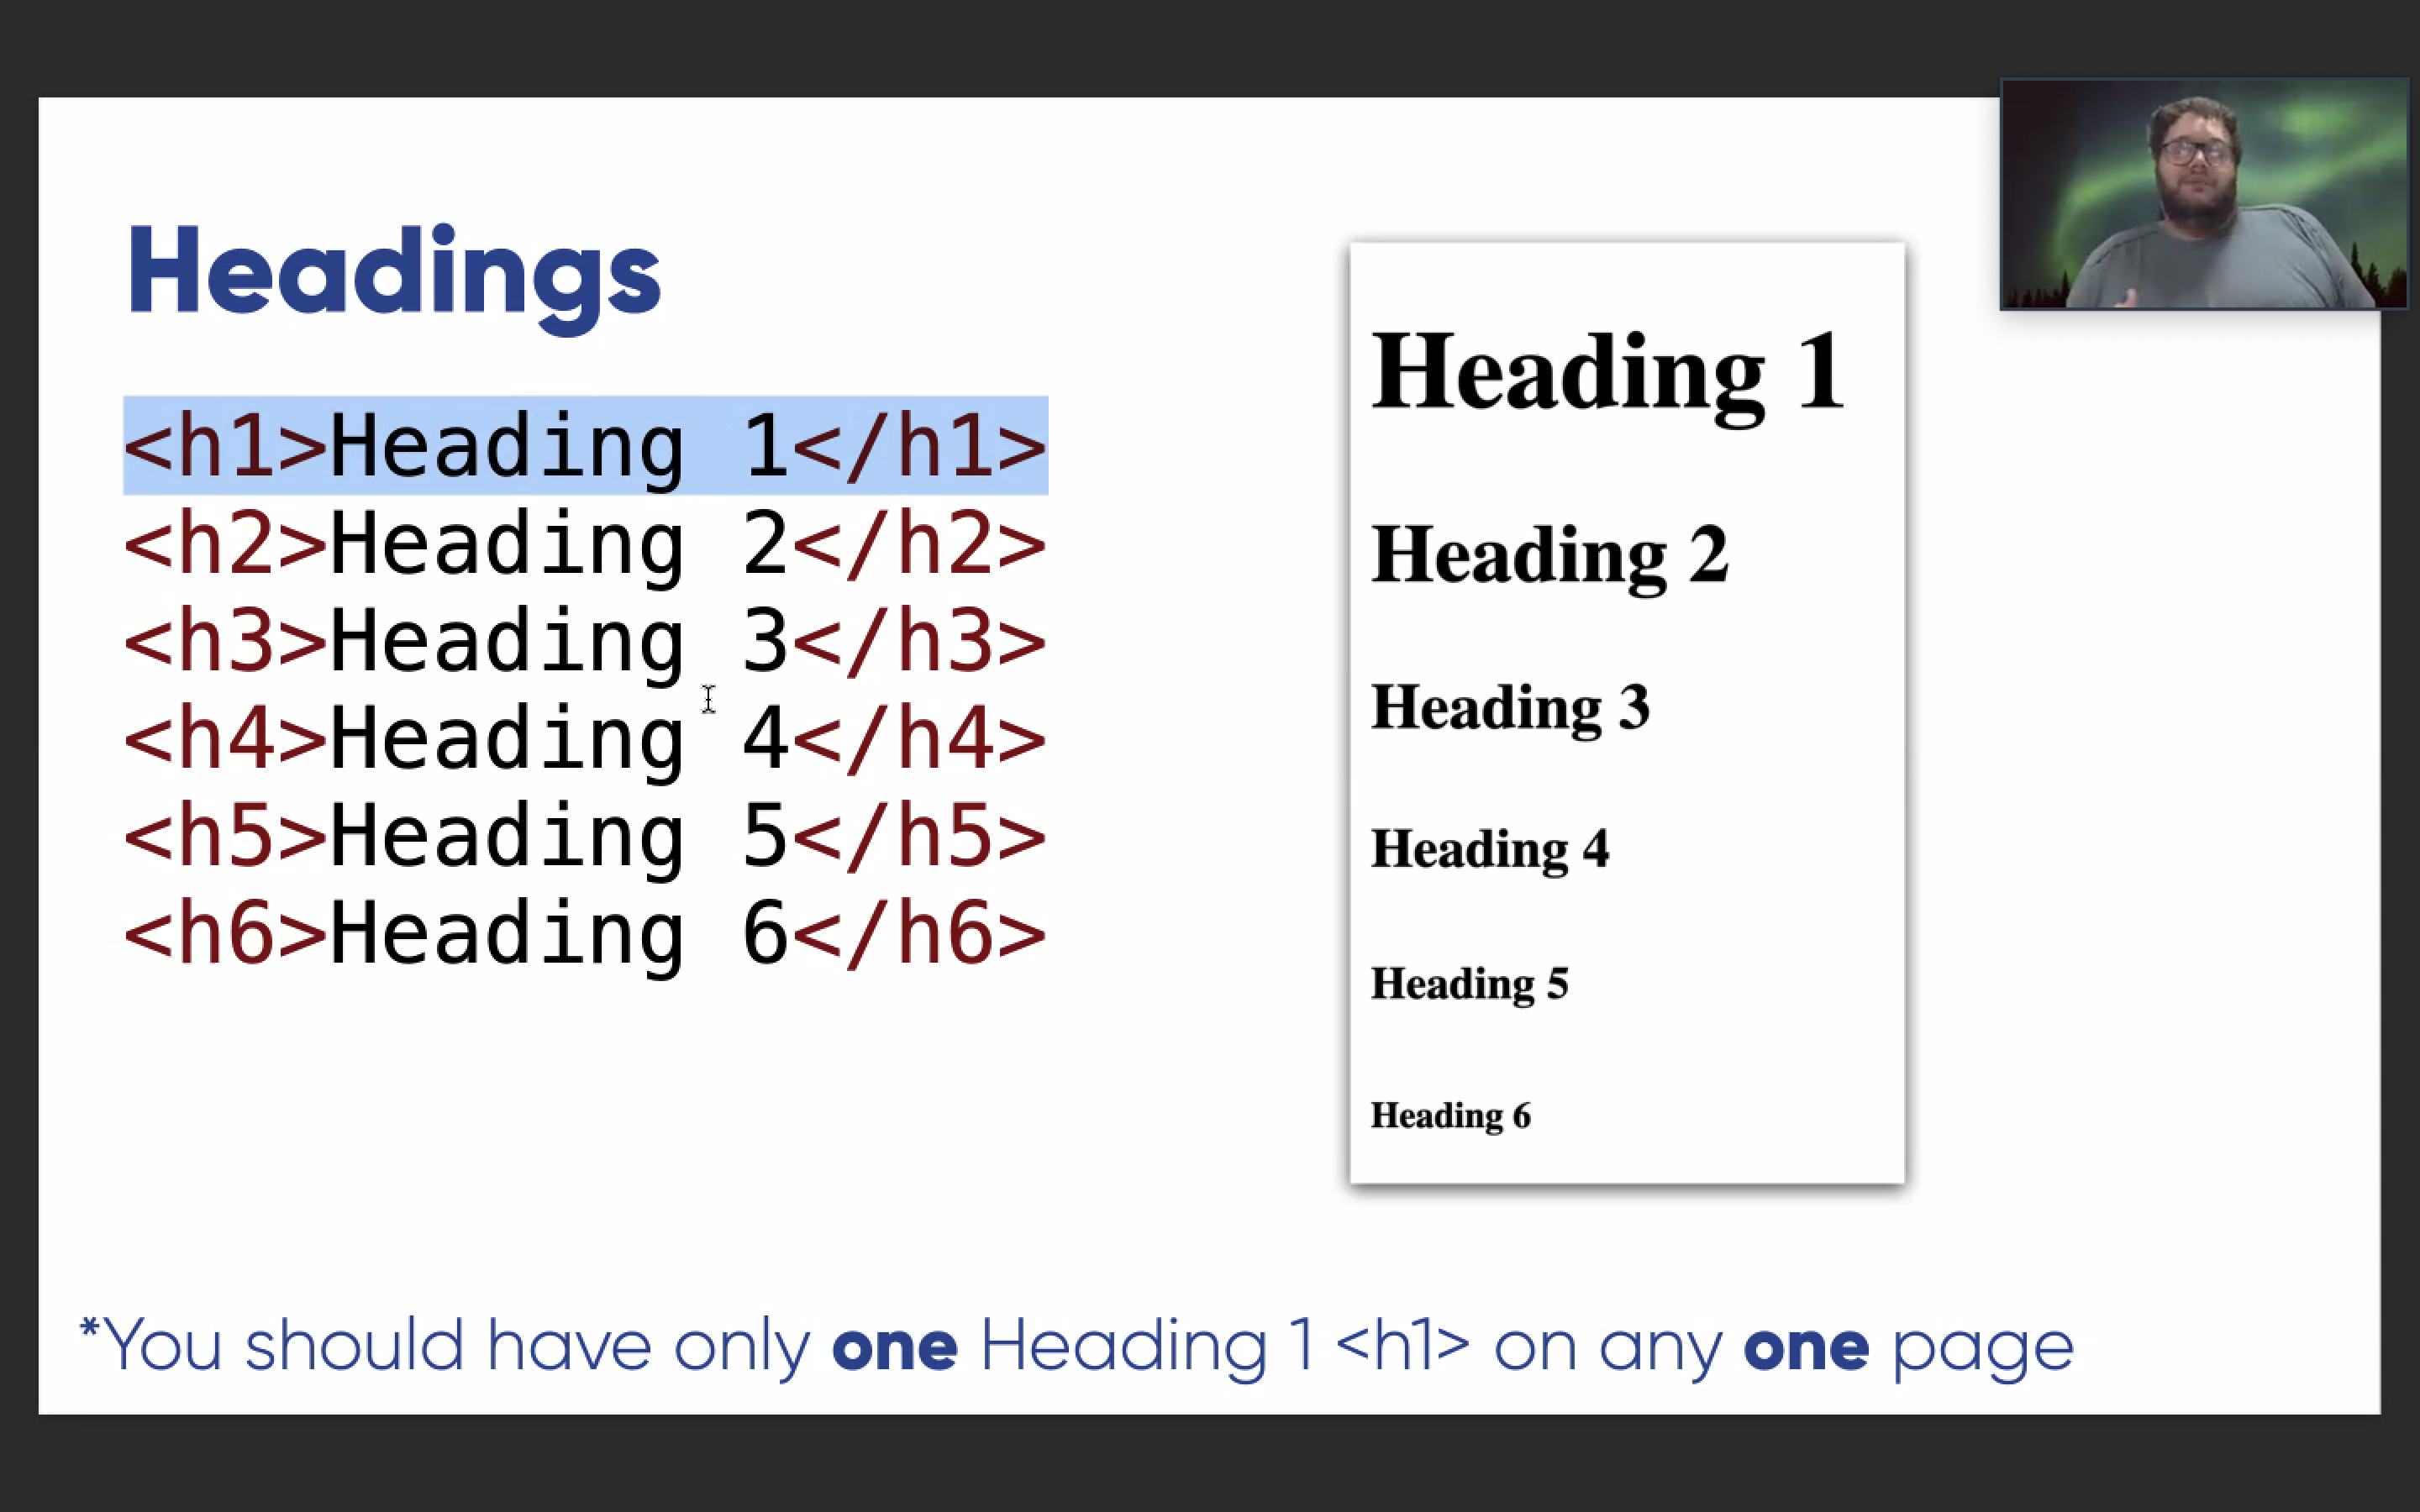 Headings
<h1>Heading 1</h1>
<h2>Heading 2</h2>
<h3>Heading 3</h3>
<h4>Heading 4</h4>
<h5>Heading 5</h5>
<h6>Heading 6</h6>
Heading 1
Heading 2
Heading 3
Heading 4
Heading 5
Heading 6
*You should have only one Heading 1 <h1> on any one page